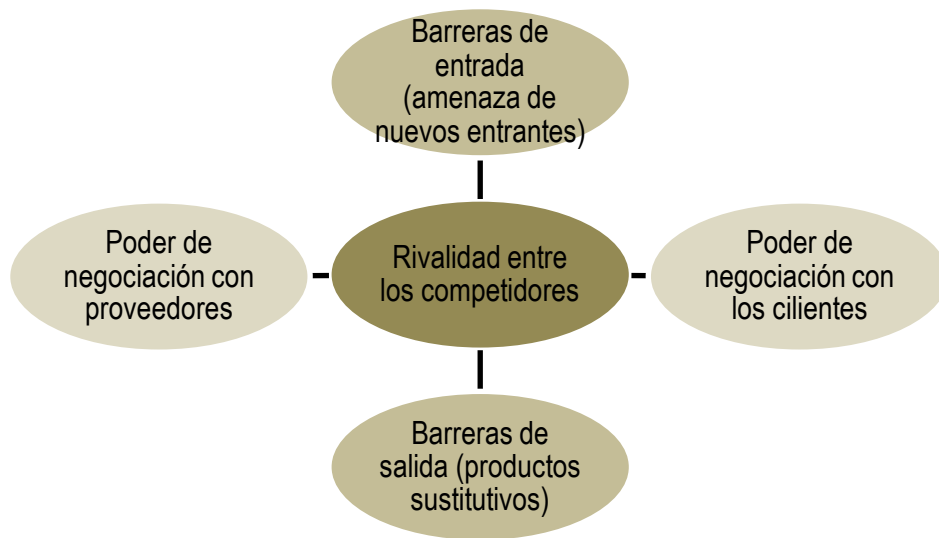 Barreras de
entrada
(amenaza de
nuevos entrantes)
Poder de
negociación con
proveedores
Rivalidad entre
los competidores
Poder de
negociación con
los cilientes
Barreras de
salida (productos
sustitutivos)